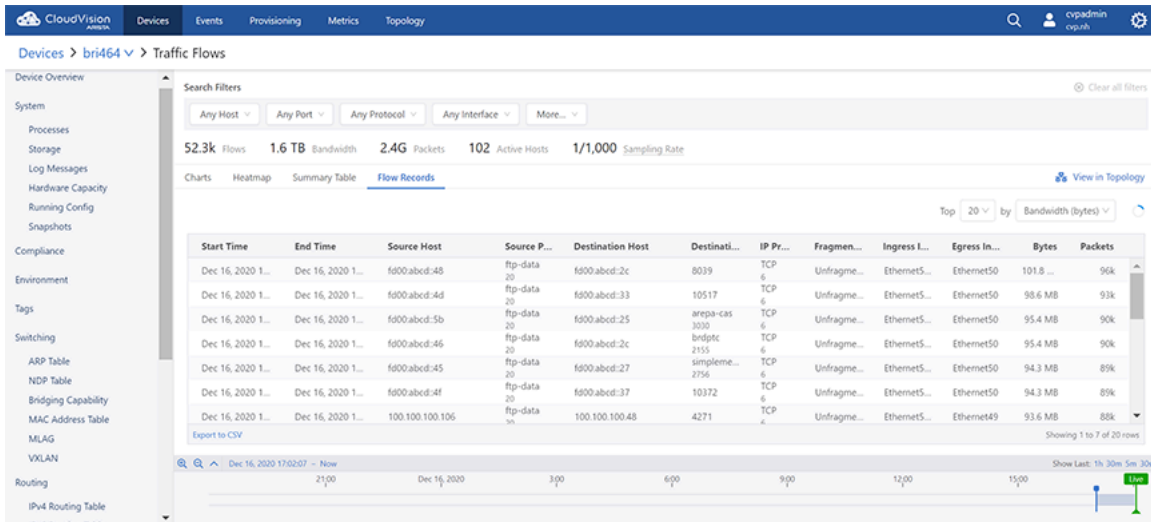 CloudVision
ARISTA
Devices
Events
Provisioning
Metrics
Topology
cvpadmin
cvp.nh
Devices > bri464 > Traffic Flows
Device Overview
System
Processes
Storage
Log Messages
Hardware Capacity
Running Config
Snapshots
Compliance
Environment
Tags
Switching
ARP Table
NDP Table
Bridging Capability
MAC Address Table
MLAG
VXLAN
Routing
IPv4 Routing Table
Search Filters
Clear all filters
Any Host
Any Port
Any Protocol
Any Interface
More...
52.3k Flows 1.6 TB Bandwidth 2.4G Packets 102 Active Hosts 1/1,000 Sampling Rate
Charts Heatmap Summary Table Flow Records
View in Topology
Top 20 by Bandwidth (bytes)
Start Time End Time Source Host Source P... Destination Host Destinati... IP Pr... Fragmen... Ingress I... Egress In... Bytes Packets
Dec 16, 2020 1... Dec 16, 2020 1... fd00:abcd::48 ftp-data 20 fd00:abcd::2c 8039 TCP 6 Unfragme... Ethernet5... Ethernet50 101.8 ... 96k
Dec 16, 2020 1... Dec 16, 2020 1... fd00:abcd::4d ftp-data 20 fd00:abcd::33 10517 TCP 6 Unfragme... Ethernet5... Ethernet50 98.6 MB 93k
Dec 16, 2020 1... Dec 16, 2020 1... fd00:abcd::5b ftp-data 20 fd00:abcd::25 arepa-cas 3030 TCP 6 Unfragme... Ethernet5... Ethernet50 95.4 MB 90k
Dec 16, 2020 1... Dec 16, 2020 1... fd00:abcd::46 ftp-data 20 fd00:abcd::2c brdptc 2155 TCP 6 Unfragme... Ethernet5... Ethernet50 95.4 MB 90k
Dec 16, 2020 1... Dec 16, 2020 1... fd00:abcd::45 ftp-data 20 fd00:abcd::27 simpleme... 2756 TCP 6 Unfragme... Ethernet5... Ethernet50 94.3 MB 89k
Dec 16, 2020 1... Dec 16, 2020 1... fd00:abcd::4f ftp-data 20 fd00:abcd::37 10372 TCP 6 Unfragme... Ethernet5... Ethernet50 94.3 MB 89k
Dec 16, 2020 1... Dec 16, 2020 1... 100.100.100.106 ftp-data 100.100.100.48 4271 TCP Unfragme... Ethernet5... Ethernet49 93.6 MB 88k
Export to CSV
Showing 1 to 7 of 20 rows
Dec 16, 2020 17:02:07 – Now
Show Last: 1h 30m 5m 30
21:00 Dec 16, 2020 3:00 6:00 9:00 12:00 15:00
Live